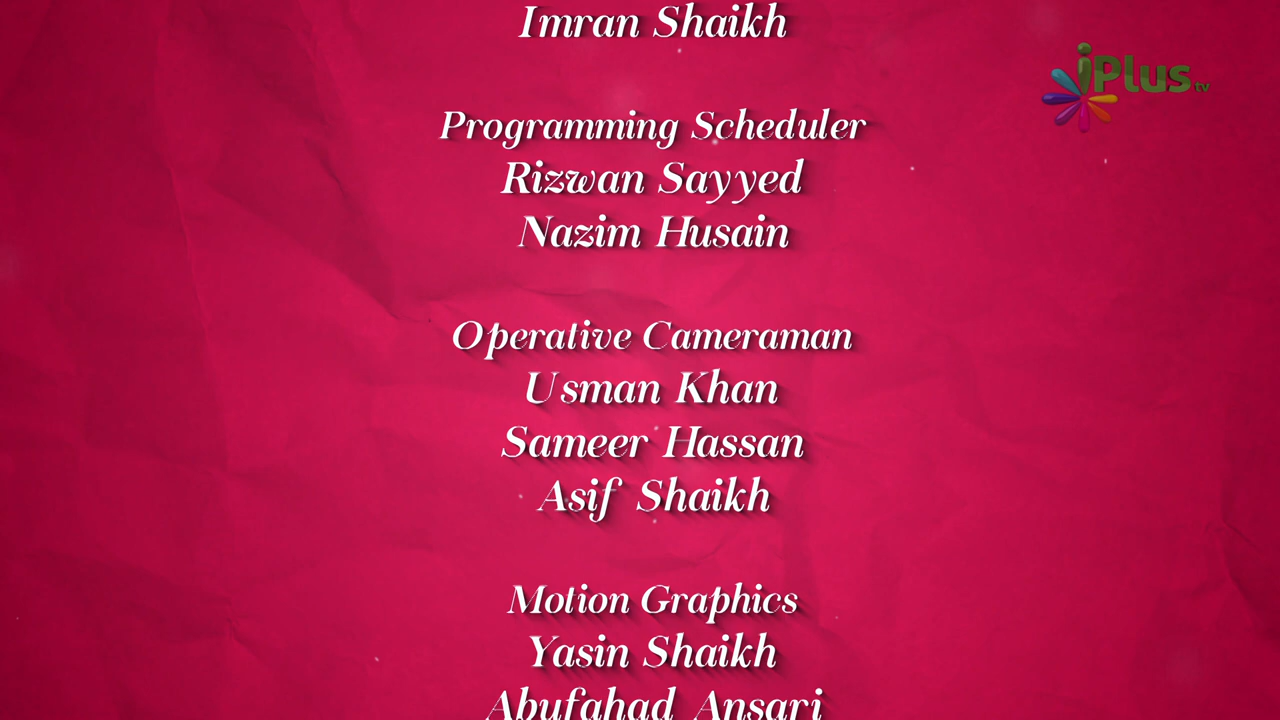 Imran Shaikh
iPlus tv
Programming Scheduler
Rizwan Sayyed
Nazim Husain
Operative Cameraman
Usman Khan
Sameer Hassan
Asif Shaikh
Motion Graphics
Yasin Shaikh
Abufahad Ansari